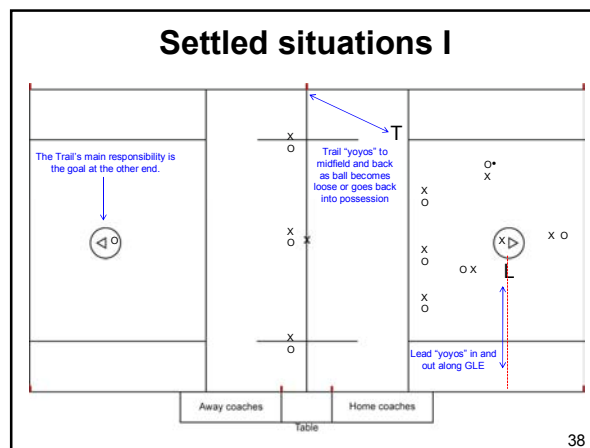 Settled situations I
The Trail's main responsibility is
the goal at the other end.
Trail "yoyos" to
midfield and back
as ball becomes
loose or goes back
into possession
T
X
O
X
O
X
X
O
O
O
X
X
O
X
O
X
O
X
X O
O X
L
Lead "yoyos" in and
out along GLE
Away coaches
Home coaches
Table
38